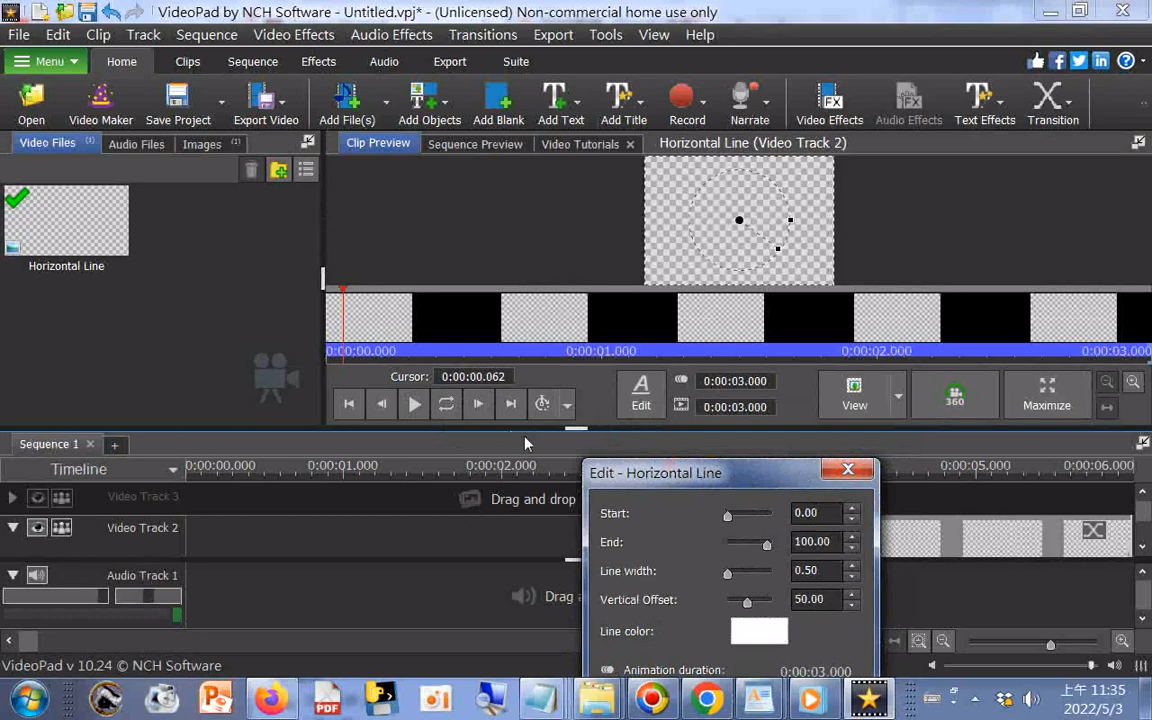 VideoPad by NCH Software - Untitled.vpj* - (Unlicensed) Non-commercial home use only
File Edit Clip Track Sequence Video Effects Audio Effects Transitions Export Tools View Help
Menu Home Clips Sequence Effects Audio Export Suite
Open Video Maker Save Project Export Video Add File(s) Add Objects Add Blank Add Text Add Title Record Narrate Video Effects Audio Effects Text Effects Transition
Video Files (1) Audio Files Images (1) Clip Preview Sequence Preview Video Tutorials Horizontal Line (Video Track 2)
Horizontal Line
0:00:00.000 0:00:01.000 0:00:02.000 0:00:03.000
Cursor: 0:00:00.062
Edit 0:00:03.000 0:00:03.000 View 360 Maximize
Sequence 1
Timeline 0:00:00.000 0:00:01.000 0:00:02.000 0:00:05.000 0:00:06.000
Edit - Horizontal Line
Video Track 3 Drag and drop
Start: 0.00
Video Track 2
End: 100.00
Line width: 0.50
Audio Track 1
Vertical Offset: 50.00
Line color:
VideoPad v 10.24 © NCH Software
Animation duration: 0:00:03.000
上午 11:35
2022/5/3